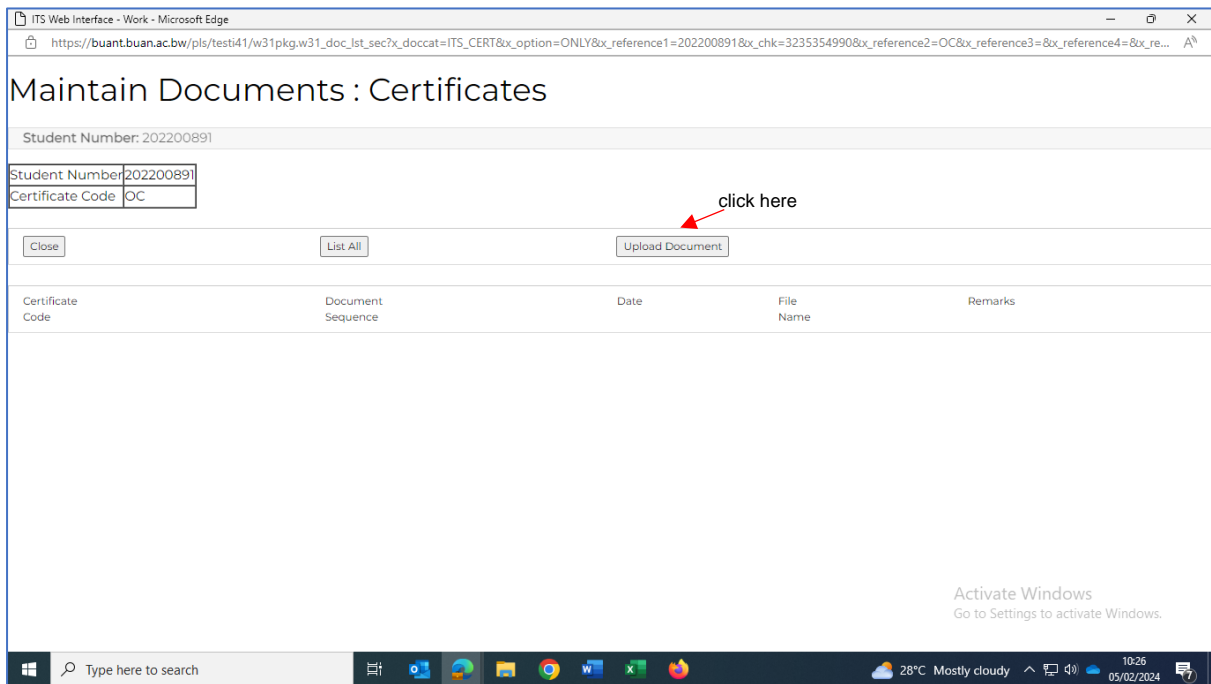 ITS Web Interface - Work - Microsoft Edge
https://buant.buan.ac.bw/pls/testi41/w31pkg.w31_doc_lst_sec?x_doccat=ITS_CERT&x_option=ONLY&x_reference1=202200891&x_chk=3235354990&x_reference2=OC&x_reference3=&x_reference4=&x_re...
Maintain Documents : Certificates
Student Number: 202200891
Student Number 202200891
Certificate Code OC
click here
Close List All Upload Document
Certificate Document Date File Remarks
Code Sequence Name
Activate Windows
Go to Settings to activate Windows.
Type here to search 28°C Mostly cloudy 10:26
05/02/2024 7